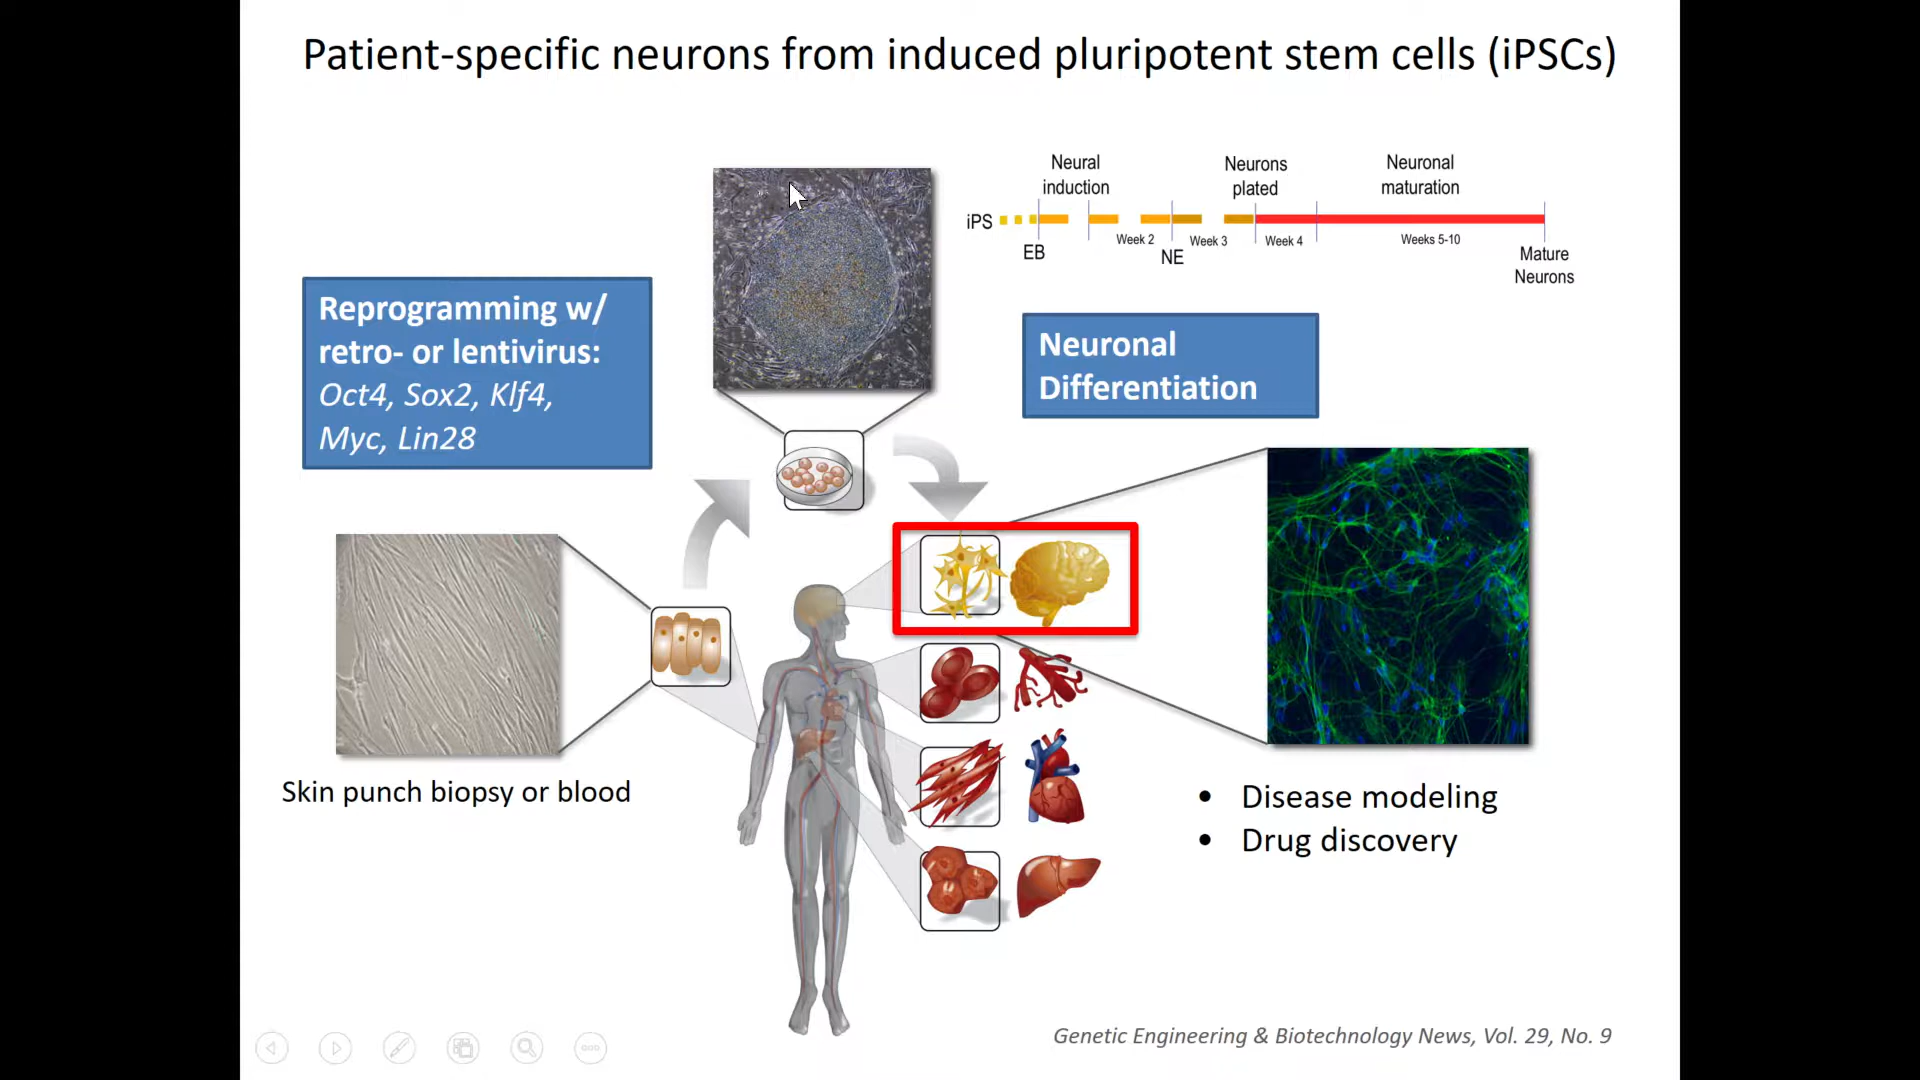 Patient-specific neurons from induced pluripotent stem cells (iPSCs)
Neural
induction
Neurons
plated
Neuronal
maturation
iPS
Week 2
Week 3
Week 4
Weeks 5-10
EB
NE
Mature
Neurons
Reprogramming w/
retro- or lentivirus:
Oct4, Sox2, Klf4,
Myc, Lin28
Neuronal
Differentiation
Skin punch biopsy or blood
• Disease modeling
• Drug discovery
Genetic Engineering & Biotechnology News, Vol. 29, No. 9